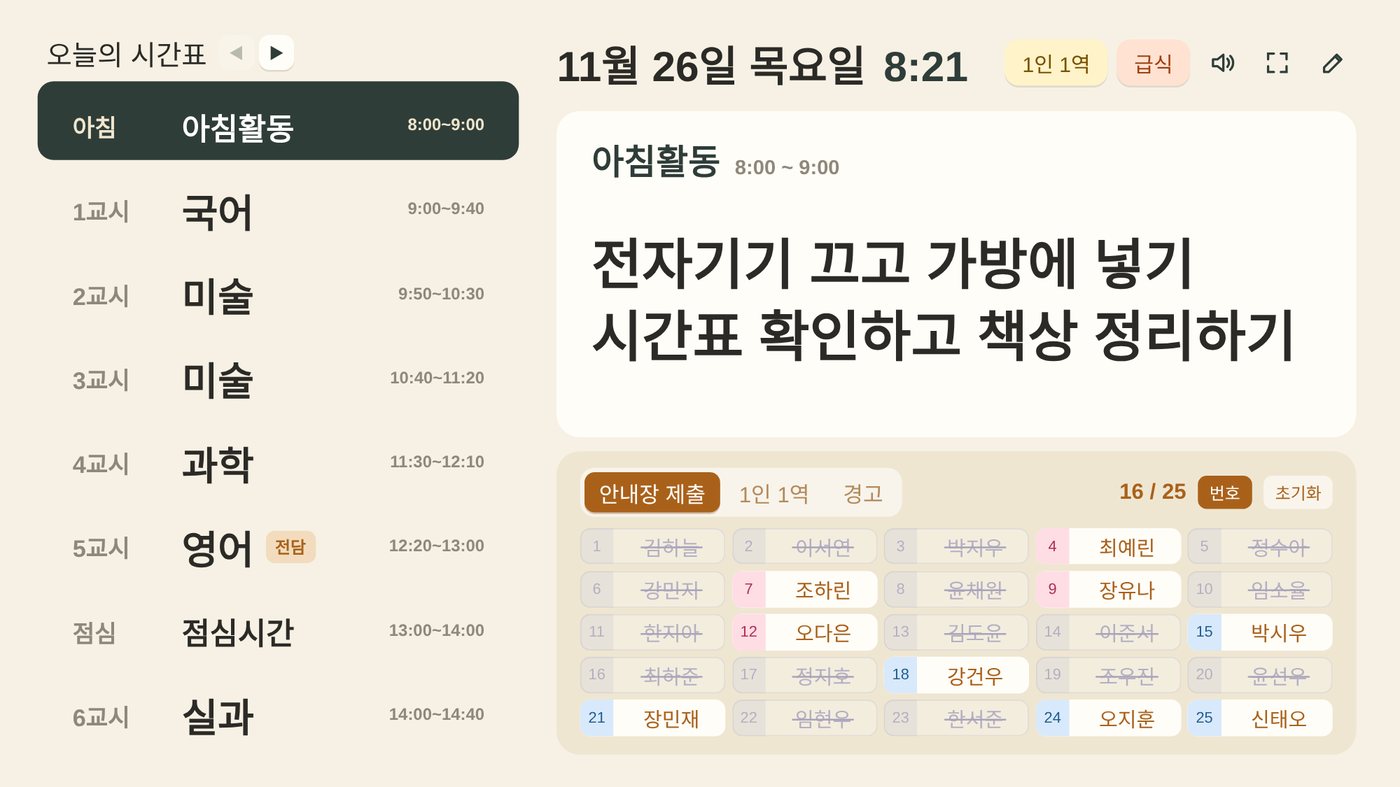 오늘의 시간표 ◀ ▶
아침 아침활동 8:00~9:00
1교시 국어 9:00~9:40
2교시 미술 9:50~10:30
3교시 미술 10:40~11:20
4교시 과학 11:30~12:10
5교시 영어 전담 12:20~13:00
점심 점심시간 13:00~14:00
6교시 실과 14:00~14:40
11월 26일 목요일 8:21 1인 1역 급식
아침활동 8:00 ~ 9:00
전자기기 끄고 가방에 넣기
시간표 확인하고 책상 정리하기
안내장 제출 1인 1역 경고 16 / 25 번호 초기화
1 김하늘 2 이서연 3 박지우 4 최예린 5 정수아
6 강민지 7 조하린 8 윤채원 9 장유나 10 임소율
11 한지아 12 오다은 13 김도윤 14 이준서 15 박시우
16 최하준 17 정지호 18 강건우 19 조우진 20 윤선우
21 장민재 22 임현우 23 한서준 24 오지훈 25 신태오